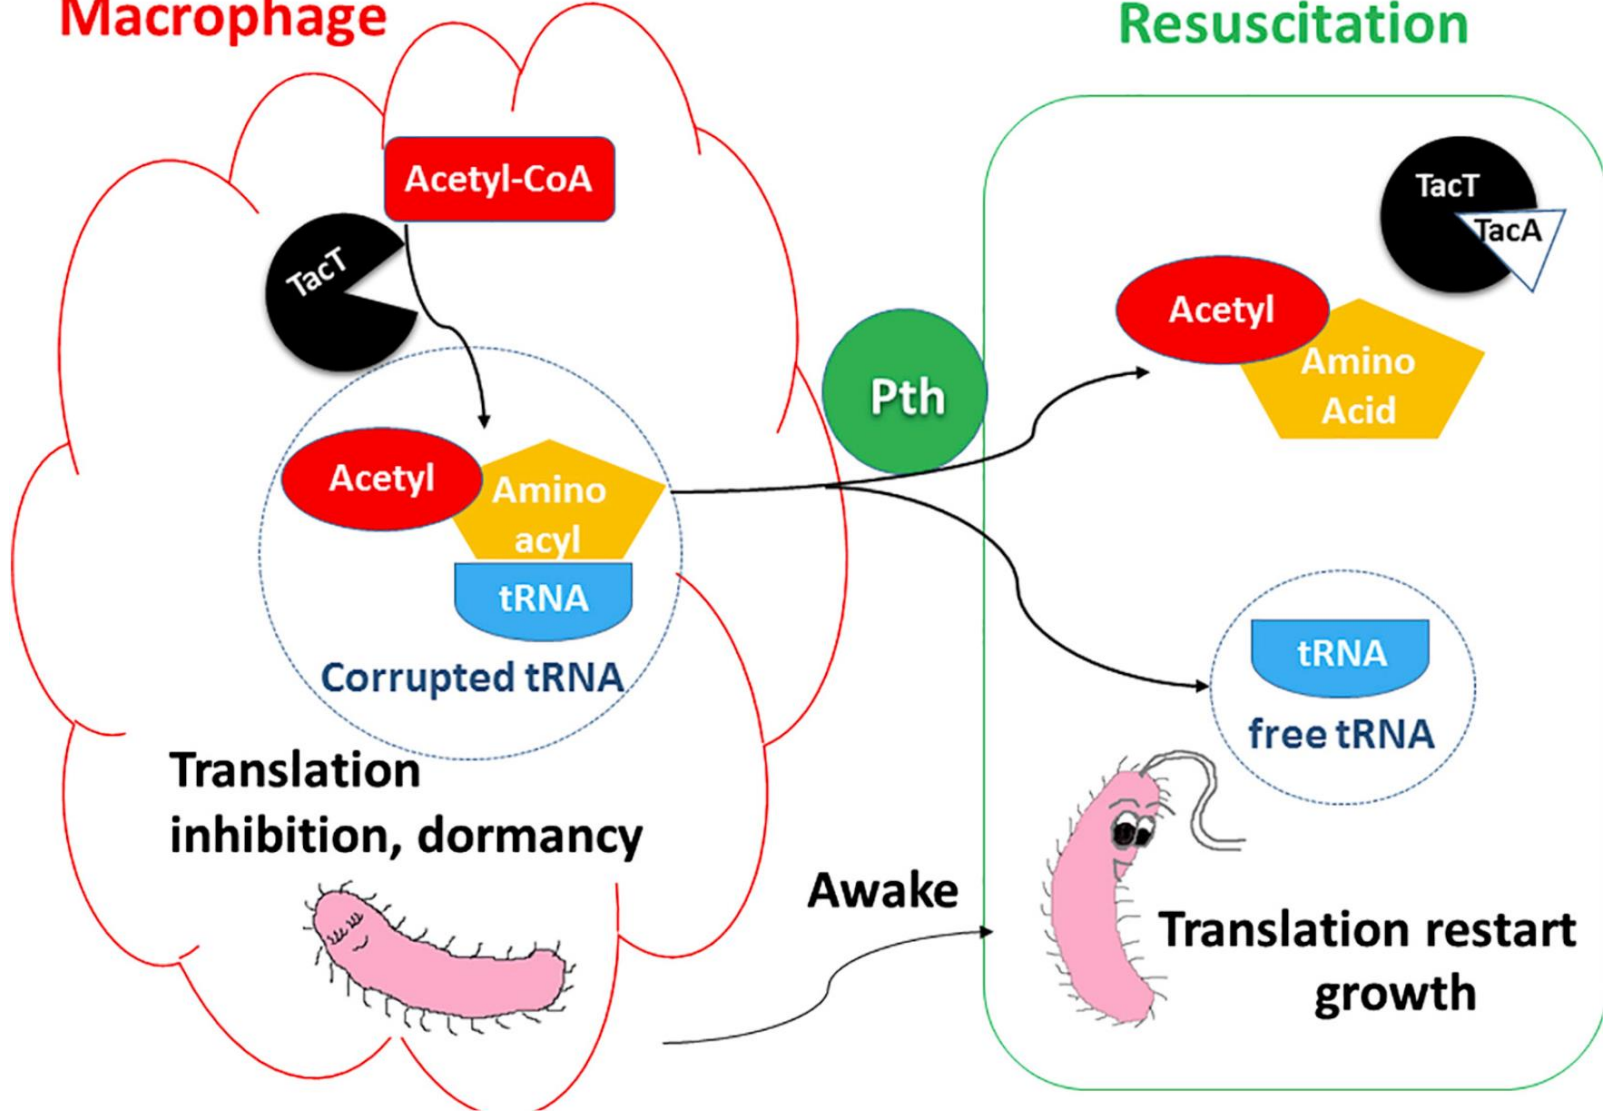 Macrophage
Acetyl-CoA
TacT
Acetyl
Amino
acyl
tRNA
Corrupted tRNA
Translation
inhibition, dormancy
Pth
Awake
Resuscitation
TacT
TacA
Acetyl
Amino
Acid
tRNA
free tRNA
Translation restart
growth